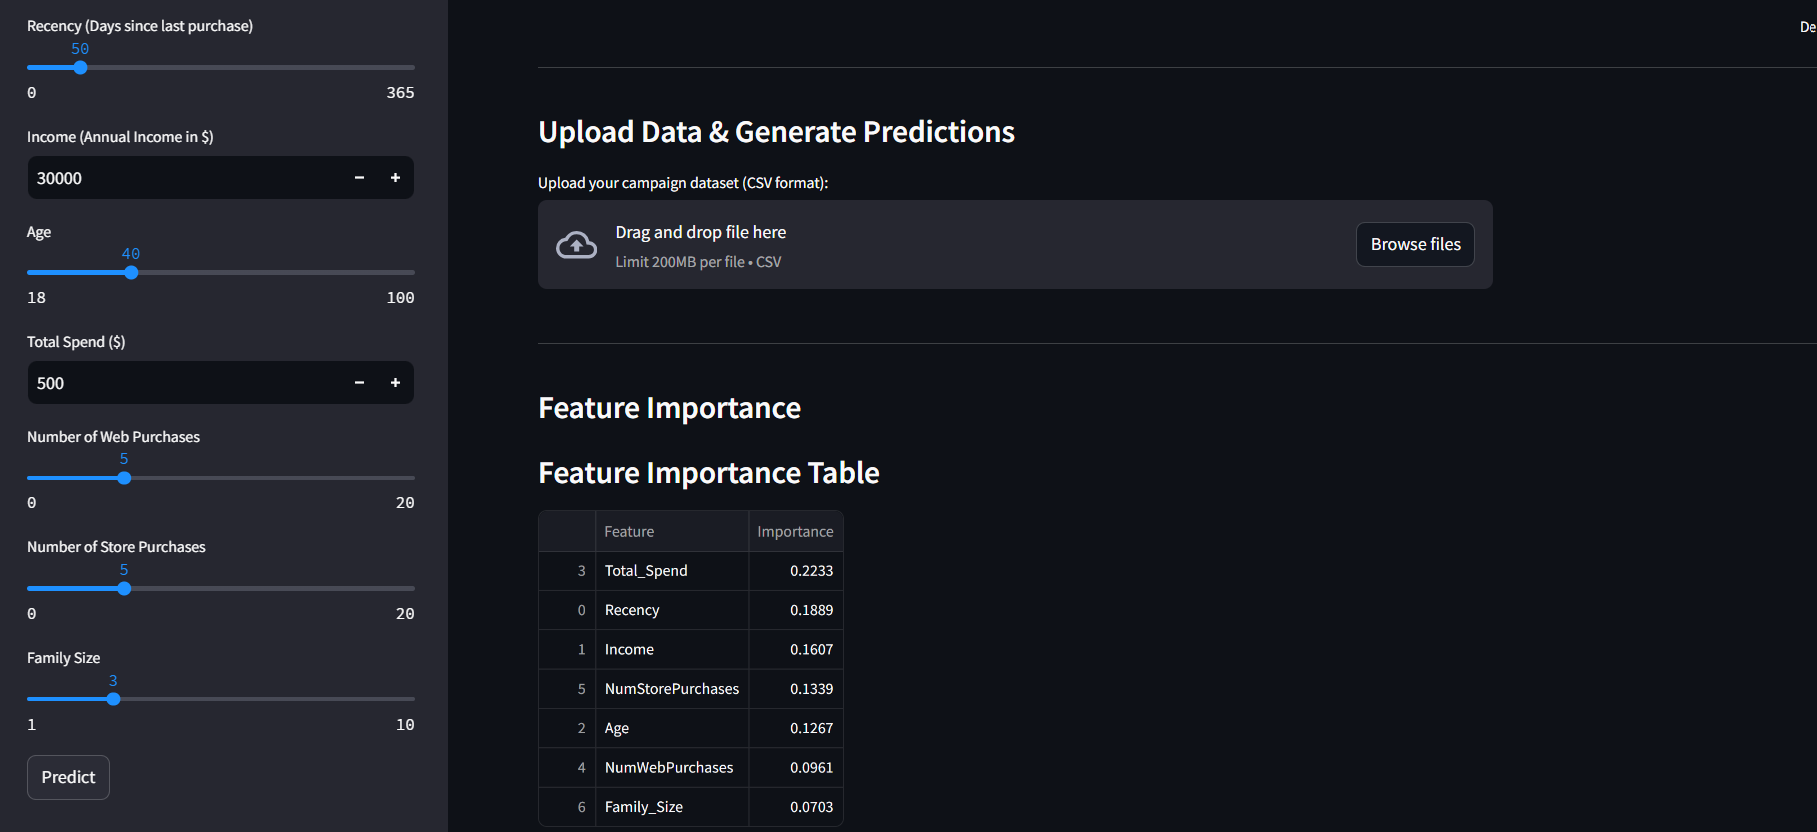 Recency (Days since last purchase)
50
0 365
Income (Annual Income in $)
30000 − +
Age
40
18 100
Total Spend ($)
500 − +
Number of Web Purchases
5
0 20
Number of Store Purchases
5
0 20
Family Size
3
1 10
Predict
De
Upload Data & Generate Predictions
Upload your campaign dataset (CSV format):
Drag and drop file here
Limit 200MB per file • CSV
Browse files
Feature Importance
Feature Importance Table
Feature Importance
3 Total_Spend 0.2233
0 Recency 0.1889
1 Income 0.1607
5 NumStorePurchases 0.1339
2 Age 0.1267
4 NumWebPurchases 0.0961
6 Family_Size 0.0703